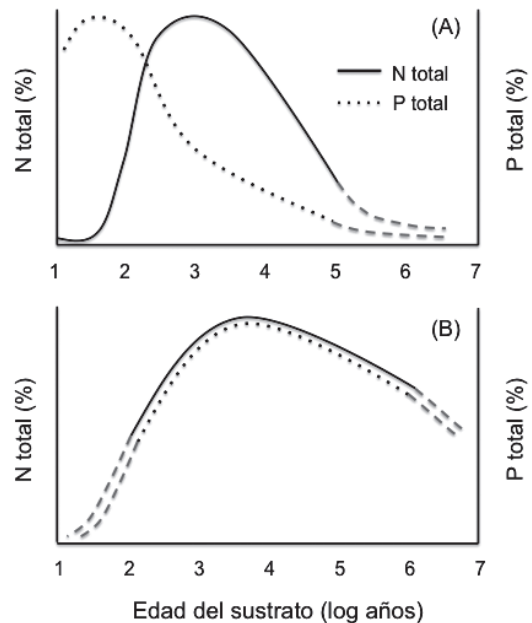 (A)
N total
P total
N total (%)
P total (%)
1 2 3 4 5 6 7
(B)
N total (%)
P total (%)
1 2 3 4 5 6 7
Edad del sustrato (log años)